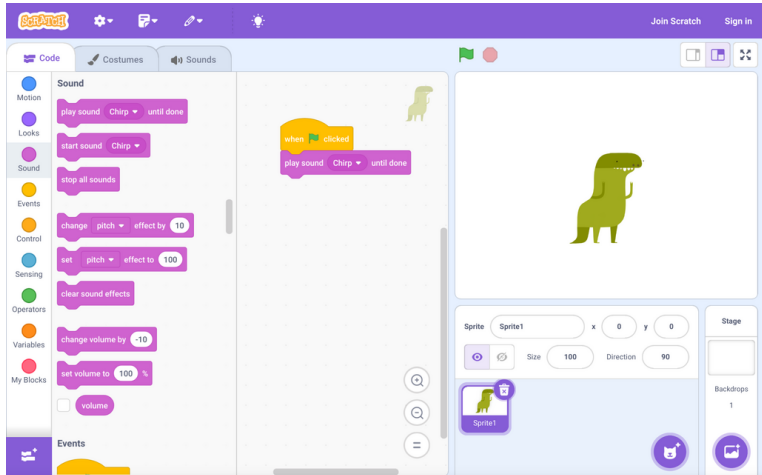 SCRATCH
Join Scratch
Sign in
Code
Costumes
Sounds
Motion
Looks
Sound
Events
Control
Sensing
Operators
Variables
My Blocks
Sound
play sound Chirp until done
start sound Chirp
stop all sounds
change pitch effect by 10
set pitch effect to 100
clear sound effects
change volume by -10
set volume to 100 %
volume
Events
when clicked
play sound Chirp until done
Sprite Sprite1 x 0 y 0
Size 100 Direction 90
Sprite1
Stage
Backdrops
1